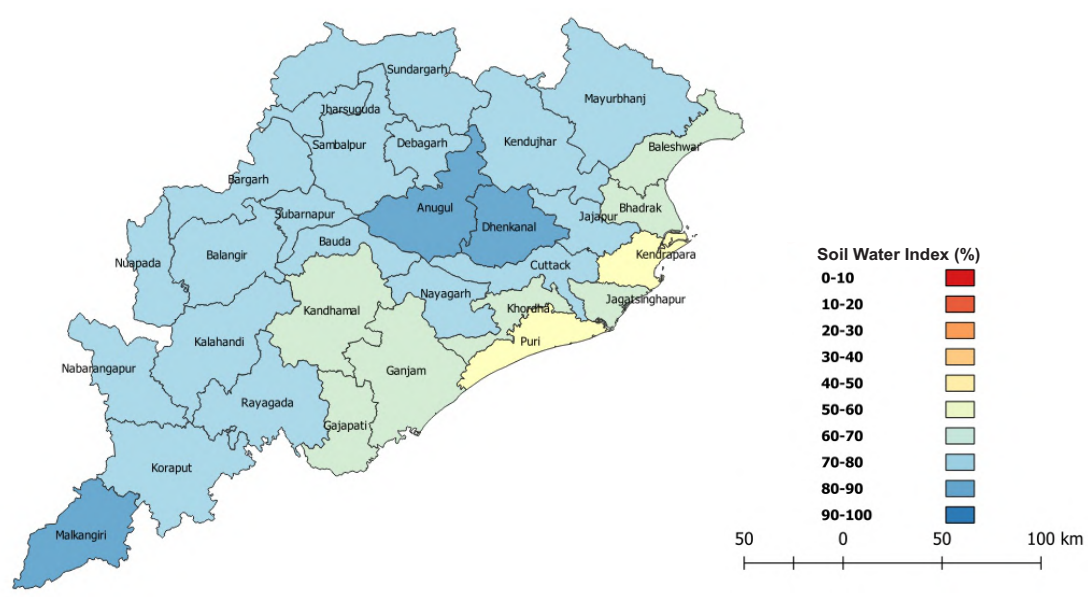 Sundargarh
Mayurbhanj
Jharsuguda
Sambalpur
Debagarh
Kendujhar
Baleshwar
Bargarh
Subarnapur
Anugul
Dhenkanal
Jajapur
Bhadrak
Nuapada
Balangir
Bauda
Cuttack
Kendrapara
Nayagarh
Khordha
Jagatsinghapur
Kandhamal
Kalahandi
Puri
Nabarangapur
Ganjam
Rayagada
Gajapati
Koraput
Malkangiri
Soil Water Index (%)
0-10
10-20
20-30
30-40
40-50
50-60
60-70
70-80
80-90
90-100
50 0 50 100 km